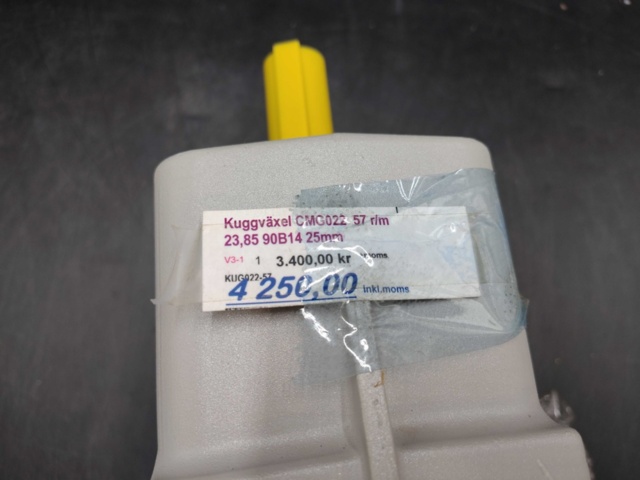 Kuggväxel CMG022 57 r/m
23,85 90B14 25mm
V3-1 1 3.400,00 kr
KUG022-57
4 250,00 inkl.moms